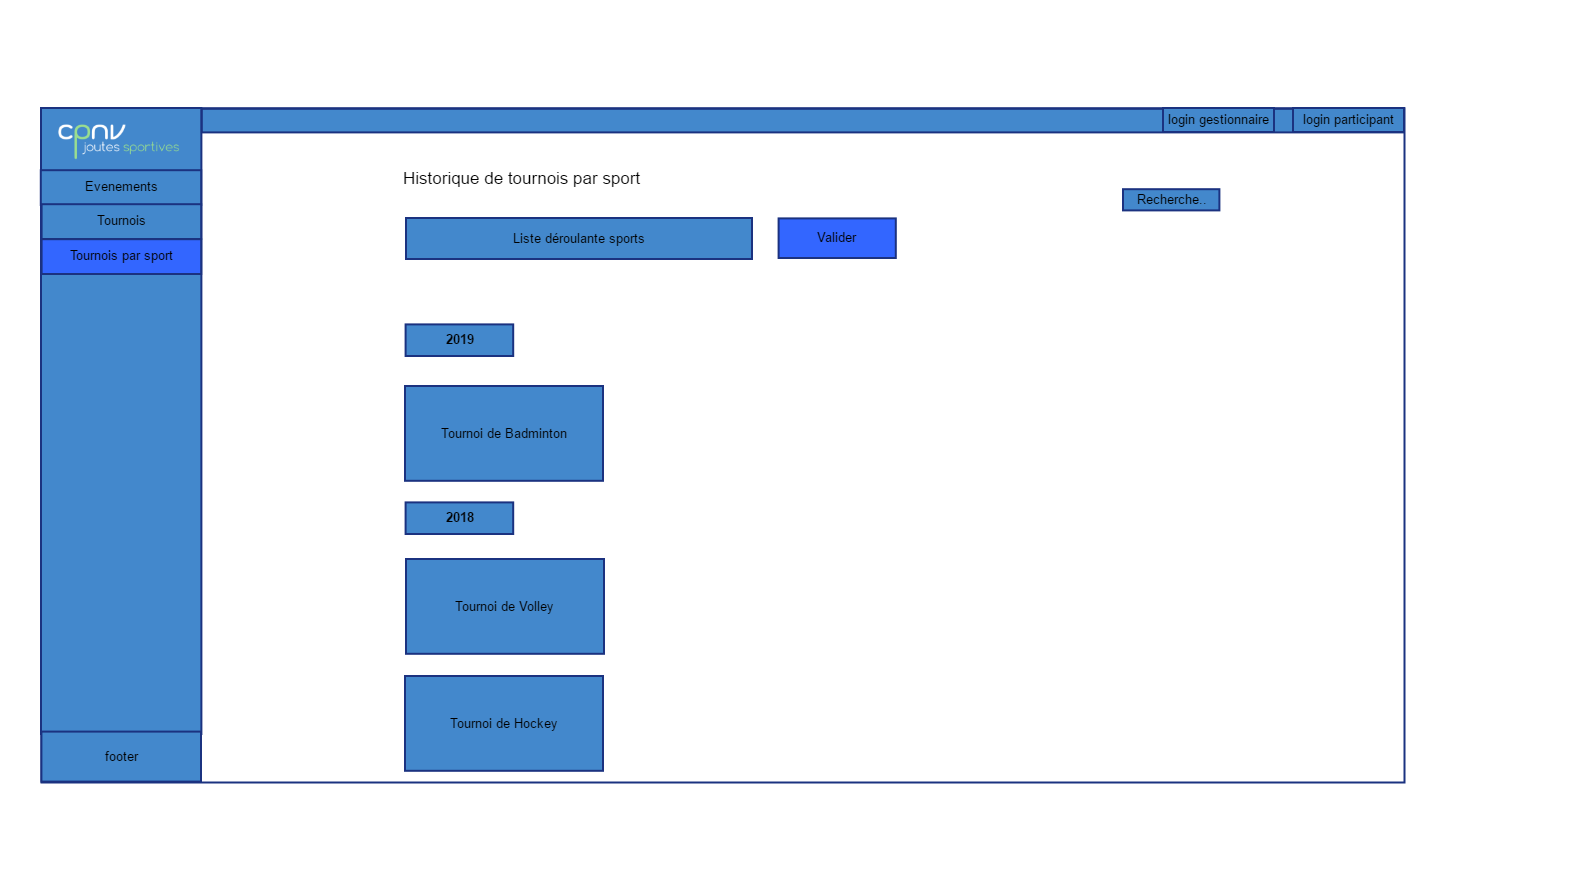 cpnv
joutes sportives
login gestionnaire
login participant
Evenements
Tournois
Tournois par sport
footer
Historique de tournois par sport
Recherche..
Liste déroulante sports
Valider
2019
Tournoi de Badminton
2018
Tournoi de Volley
Tournoi de Hockey